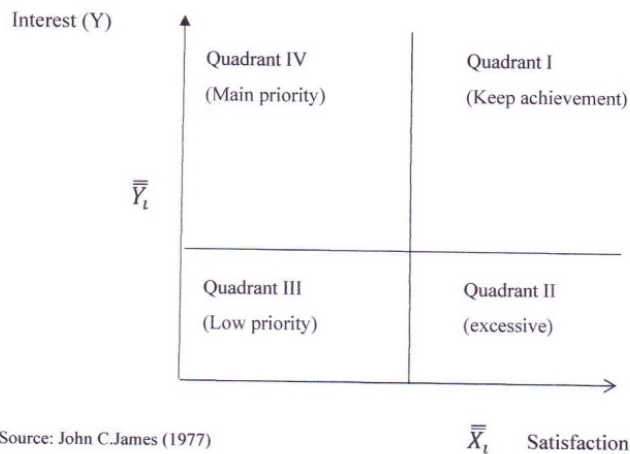 Interest (Y)
Quadrant IV
(Main priority)
Quadrant I
(Keep achievement)
Y̿ᵢ
Quadrant III
(Low priority)
Quadrant II
(excessive)
Source: John C.James (1977)
X̿ᵢ Satisfaction